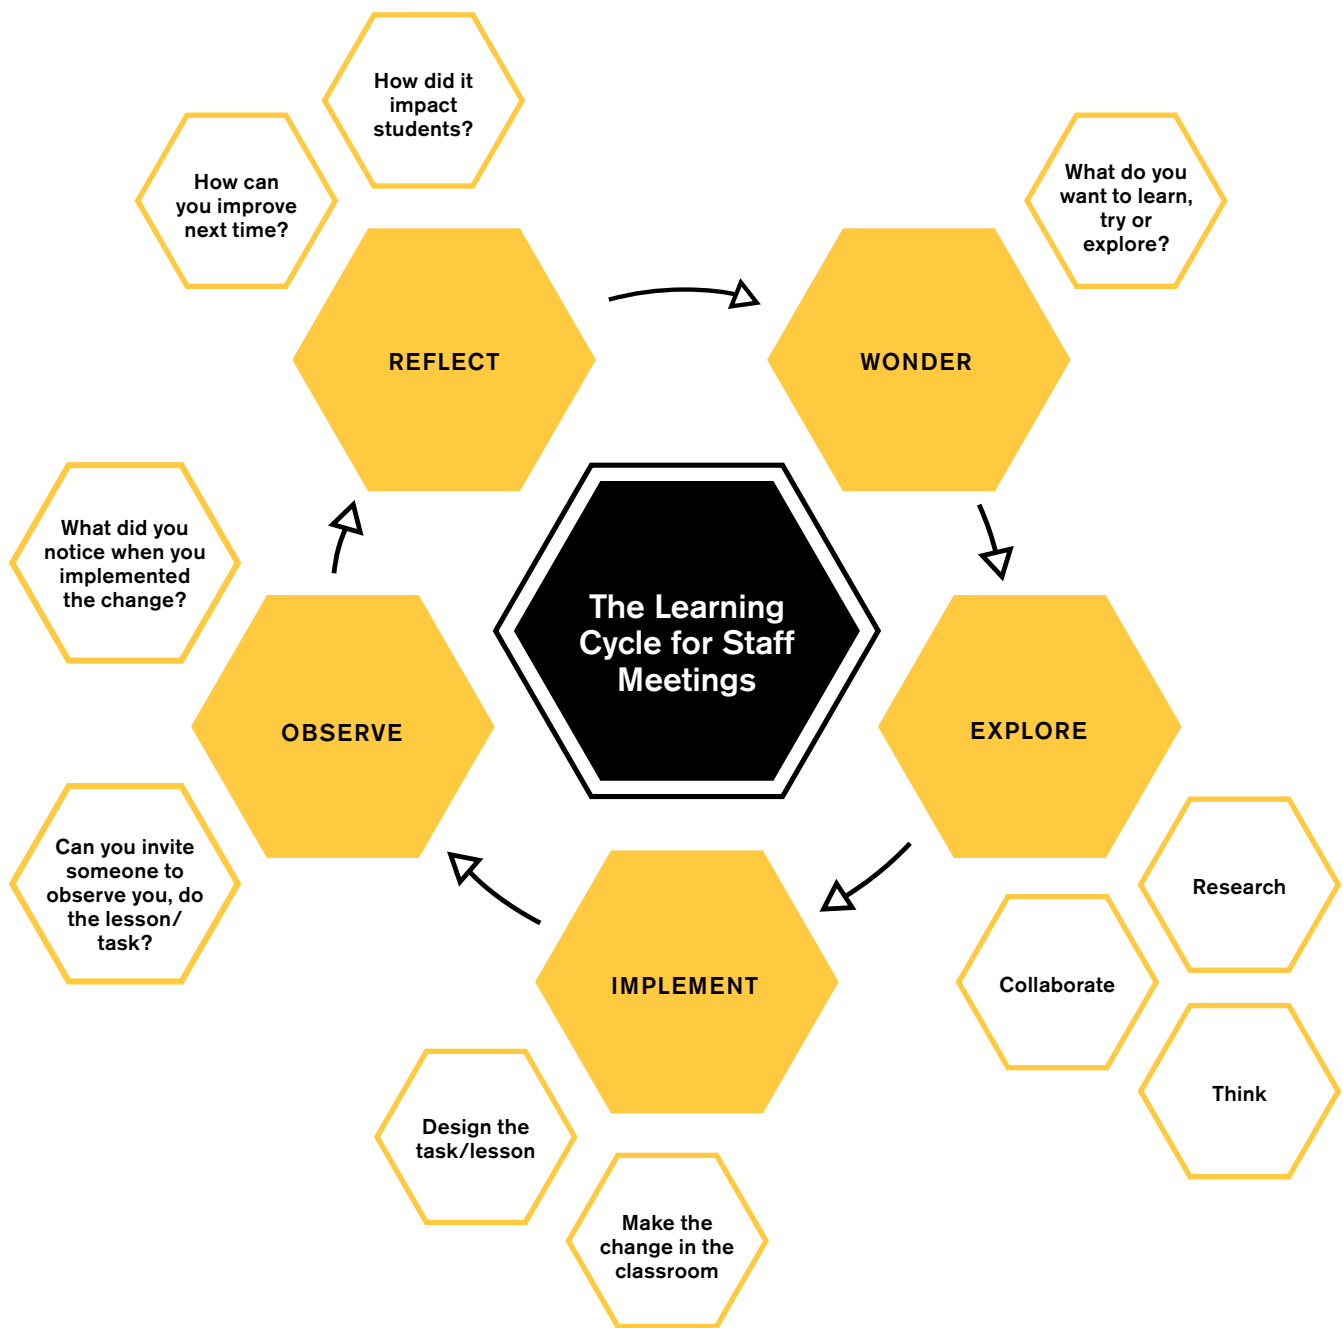 How did it
impact
students?
How can
you improve
next time?
What do you
want to learn,
try or
explore?
REFLECT
WONDER
What did you
notice when you
implemented
the change?
The Learning
Cycle for Staff
Meetings
OBSERVE
EXPLORE
Can you invite
someone to
observe you, do
the lesson/
task?
Research
Collaborate
IMPLEMENT
Think
Design the
task/lesson
Make the
change in the
classroom